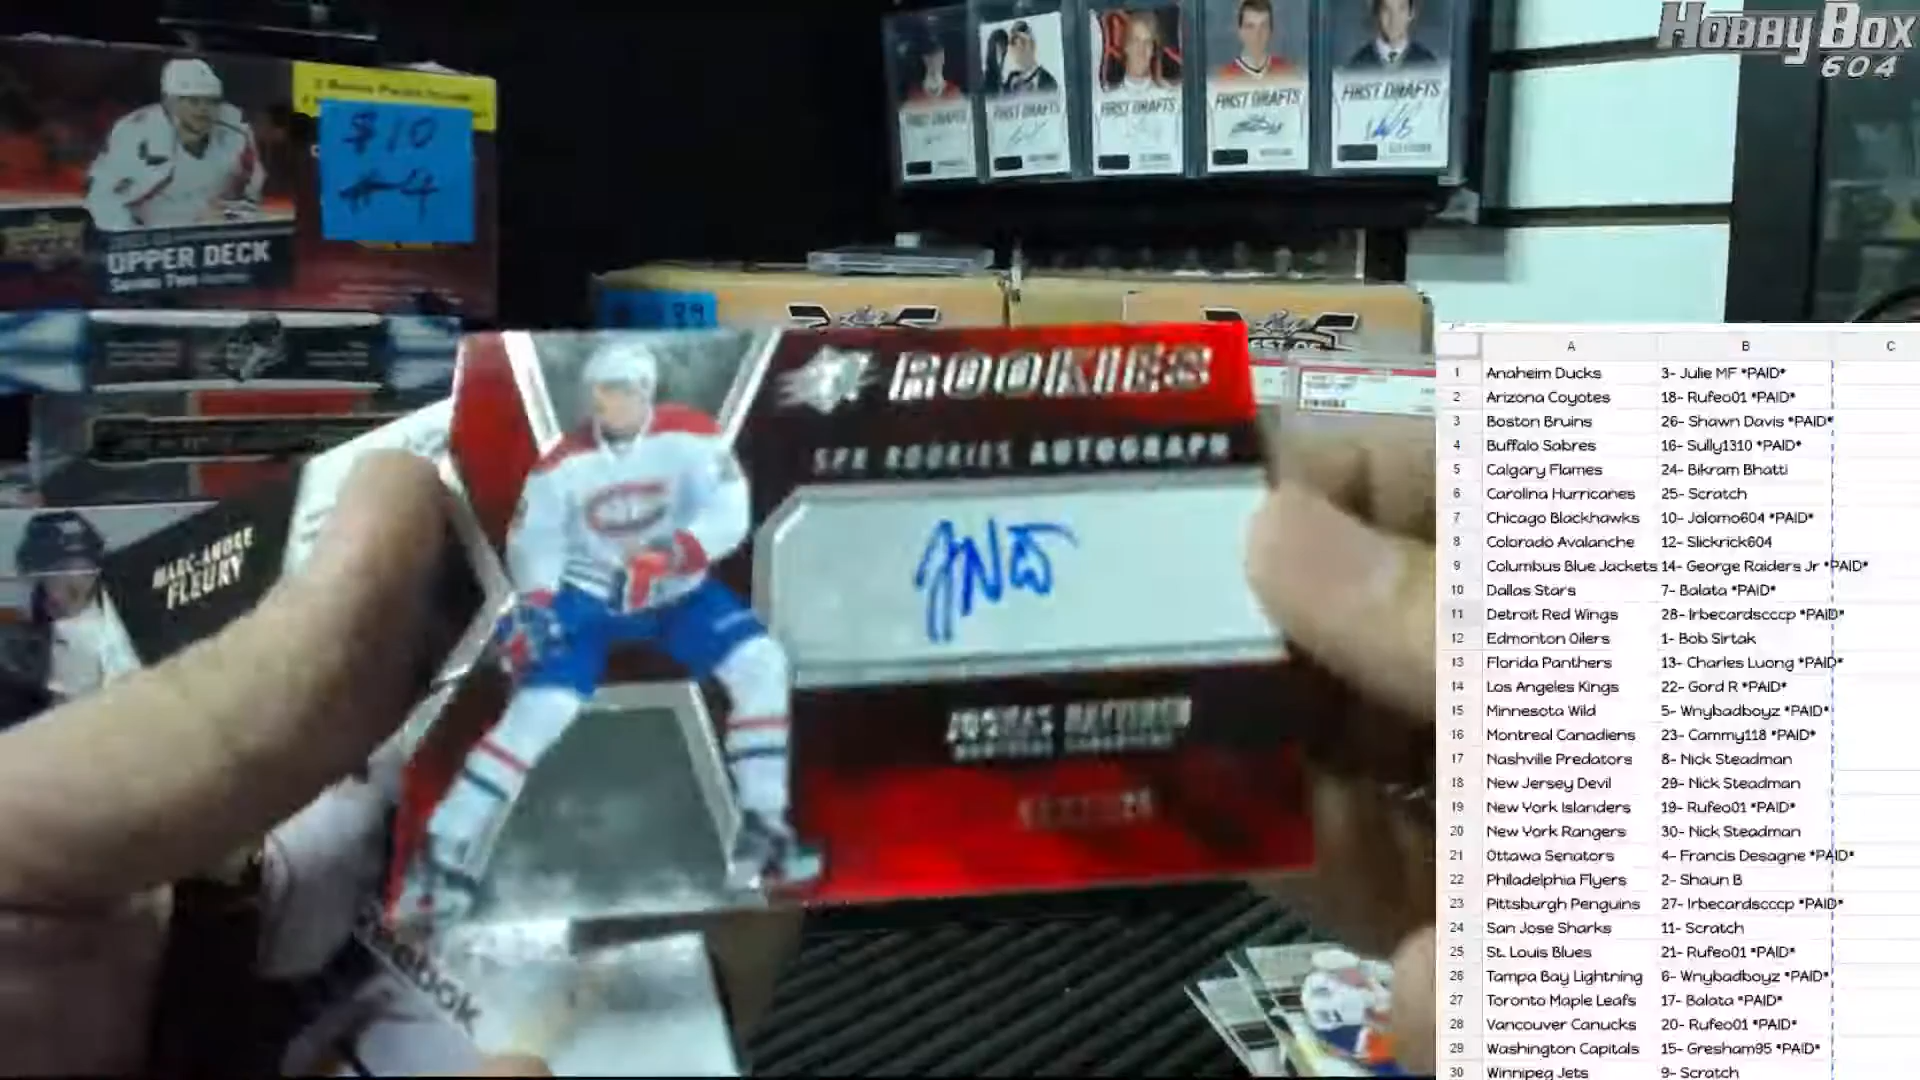 HOBBY BOX
604
FIRST DRAFTS
FIRST DRAFTS
FIRST DRAFTS
FIRST DRAFTS
FIRST DRAFTS
$10
#4
UPPER DECK
Series Two
ROOKIES
SPX ROOKIES AUTOGRAPH
MARC-ANDRE
FLEURY
Reebok
A B C
1 Anaheim Ducks 3- Julie MF *PAID*
2 Arizona Coyotes 18- Rufeo01 *PAID*
3 Boston Bruins 26- Shawn Davis *PAID*
4 Buffalo Sabres 16- Sully1310 *PAID*
5 Calgary Flames 24- Bikram Bhatti
6 Carolina Hurricanes 25- Scratch
7 Chicago Blackhawks 10- Jolomo604 *PAID*
8 Colorado Avalanche 12- Slickrick604
9 Columbus Blue Jackets 14- George Raiders Jr *PAID*
10 Dallas Stars 7- Balata *PAID*
11 Detroit Red Wings 28- Irbecardscccp *PAID*
12 Edmonton Oilers 1- Bob Sirtak
13 Florida Panthers 13- Charles Luong *PAID*
14 Los Angeles Kings 22- Gord R *PAID*
15 Minnesota Wild 5- Wnybadboyz *PAID*
16 Montreal Canadiens 23- Cammy118 *PAID*
17 Nashville Predators 8- Nick Steadman
18 New Jersey Devil 29- Nick Steadman
19 New York Islanders 19- Rufeo01 *PAID*
20 New York Rangers 30- Nick Steadman
21 Ottawa Senators 4- Francis Desagne *PAID*
22 Philadelphia Flyers 2- Shaun B
23 Pittsburgh Penguins 27- Irbecardscccp *PAID*
24 San Jose Sharks 11- Scratch
25 St. Louis Blues 21- Rufeo01 *PAID*
26 Tampa Bay Lightning 6- Wnybadboyz *PAID*
27 Toronto Maple Leafs 17- Balata *PAID*
28 Vancouver Canucks 20- Rufeo01 *PAID*
29 Washington Capitals 15- Gresham95 *PAID*
30 Winnipeg Jets 9- Scratch